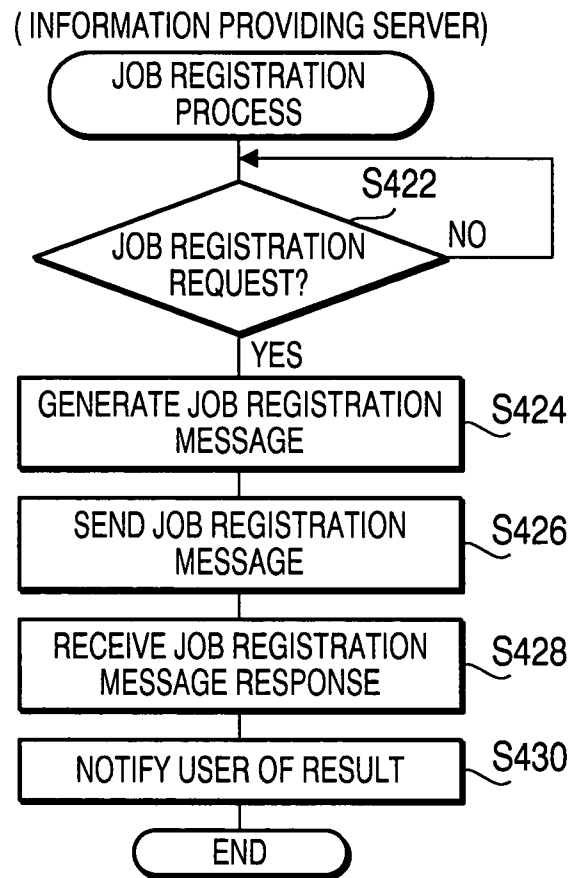 ( INFORMATION PROVIDING SERVER)
JOB REGISTRATION
PROCESS
S422
JOB REGISTRATION
REQUEST?
NO
YES
GENERATE JOB REGISTRATION
MESSAGE
S424
SEND JOB REGISTRATION
MESSAGE
S426
RECEIVE JOB REGISTRATION
MESSAGE RESPONSE
S428
NOTIFY USER OF RESULT
S430
END